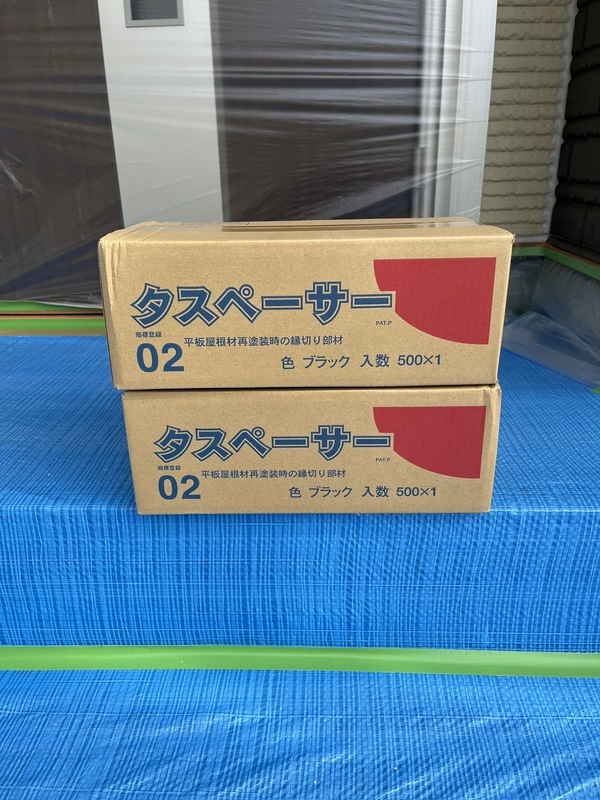 タスペーサー
PAT.P
商標登録
02
平板屋根材再塗装時の縁切り部材
色 ブラック 入数 500×1
タスペーサー
PAT.P
商標登録
02
平板屋根材再塗装時の縁切り部材
色 ブラック 入数 500×1